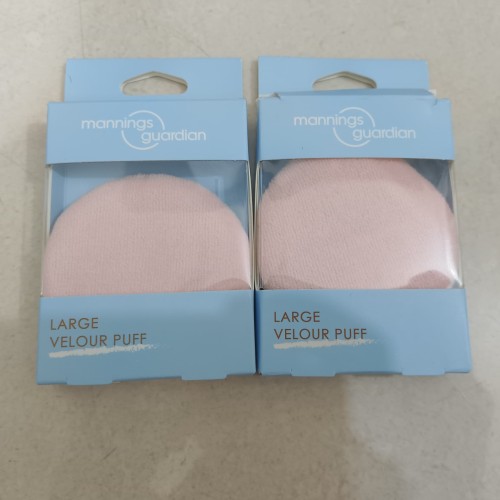 mannings
guardian
LARGE
VELOUR PUFF
mannings
guardian
LARGE
VELOUR PUFF